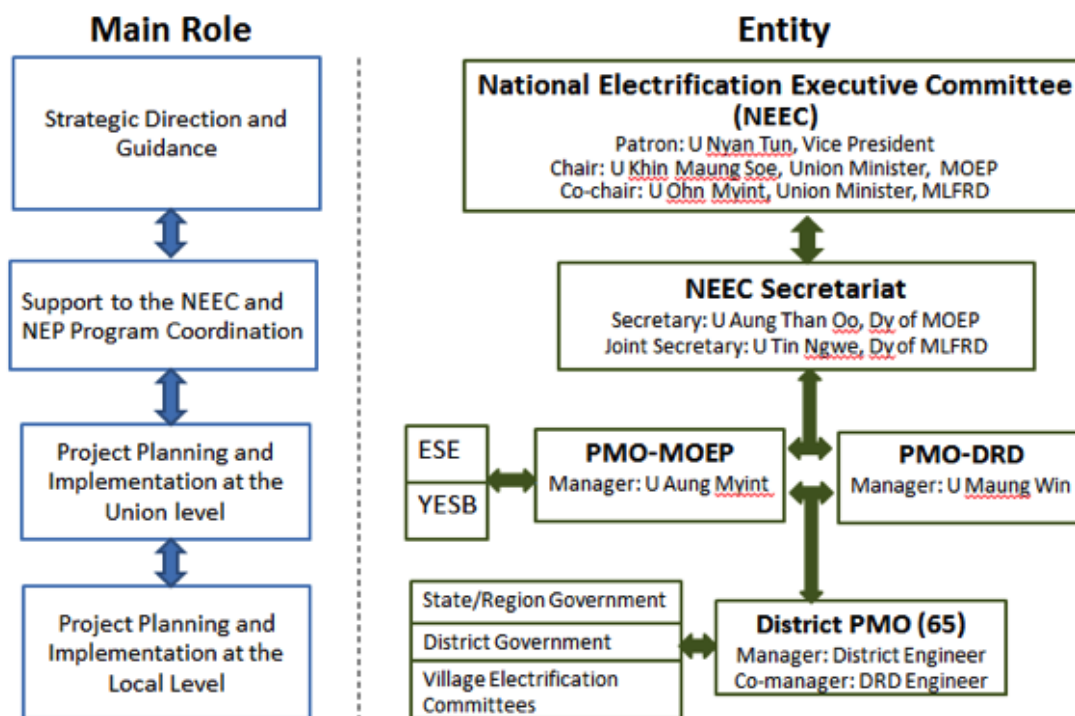 Main Role
Entity
Strategic Direction and
Guidance
National Electrification Executive Committee
(NEEC)
Patron: U Nyan Tun, Vice President
Chair: U Khin Maung Soe, Union Minister, MOEP
Co-chair: U Ohn Myint, Union Minister, MLFRD
Support to the NEEC and
NEP Program Coordination
NEEC Secretariat
Secretary: U Aung Than Oo, Dy of MOEP
Joint Secretary: U Tin Ngwe, Dy of MLFRD
Project Planning and
Implementation at the
Union level
ESE
YESB
PMO-MOEP
Manager: U Aung Myint
PMO-DRD
Manager: U Maung Win
Project Planning and
Implementation at the
Local Level
State/Region Government
District Government
Village Electrification
Committees
District PMO (65)
Manager: District Engineer
Co-manager: DRD Engineer